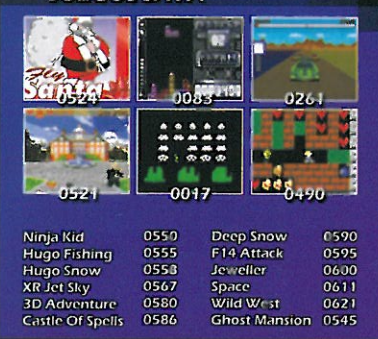 Fly
Santa
0524
0083
0261
0521
0017
0490
Ninja Kid 0550
Hugo Fishing 0555
Hugo Snow 0558
XR Jet Sky 0567
3D Adventure 0580
Castle Of Spells 0586
Deep Snow 0590
F14 Attack 0595
Jeweller 0600
Space 0611
Wild West 0621
Ghost Mansion 0545